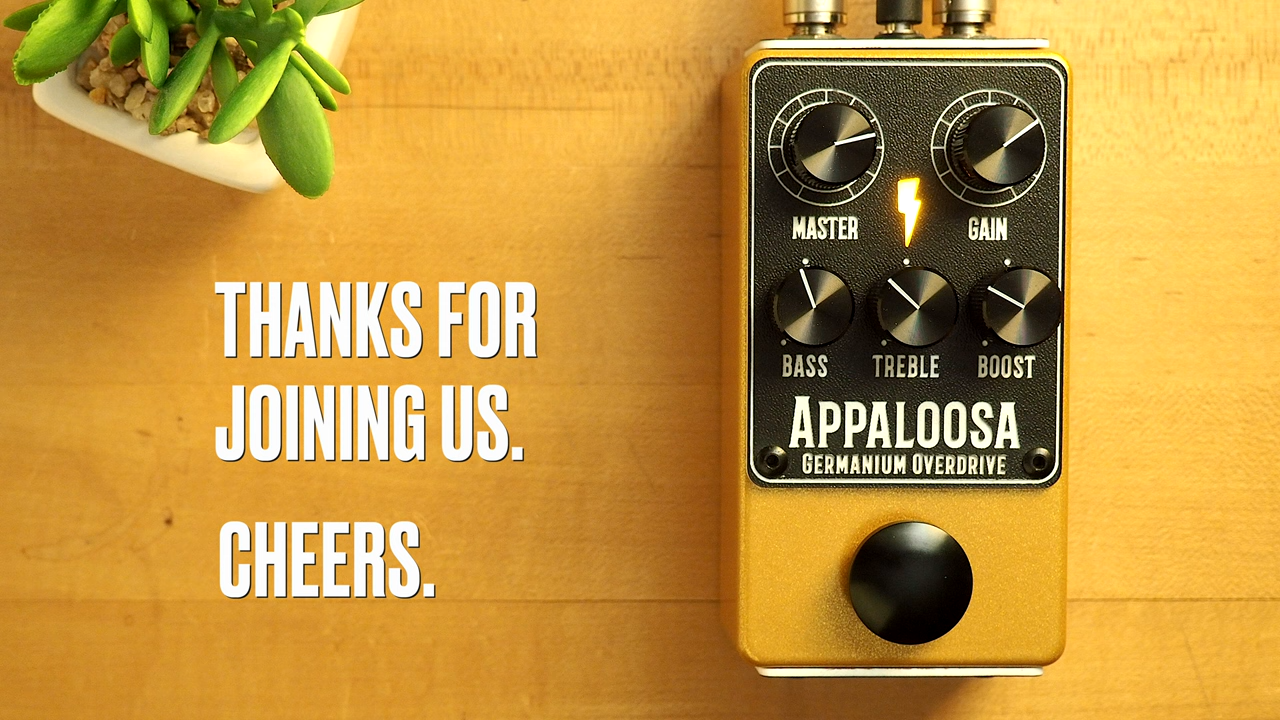 THANKS FOR
JOINING US.
CHEERS.
MASTER
GAIN
BASS
TREBLE
BOOST
APPALOOSA
GERMANIUM OVERDRIVE